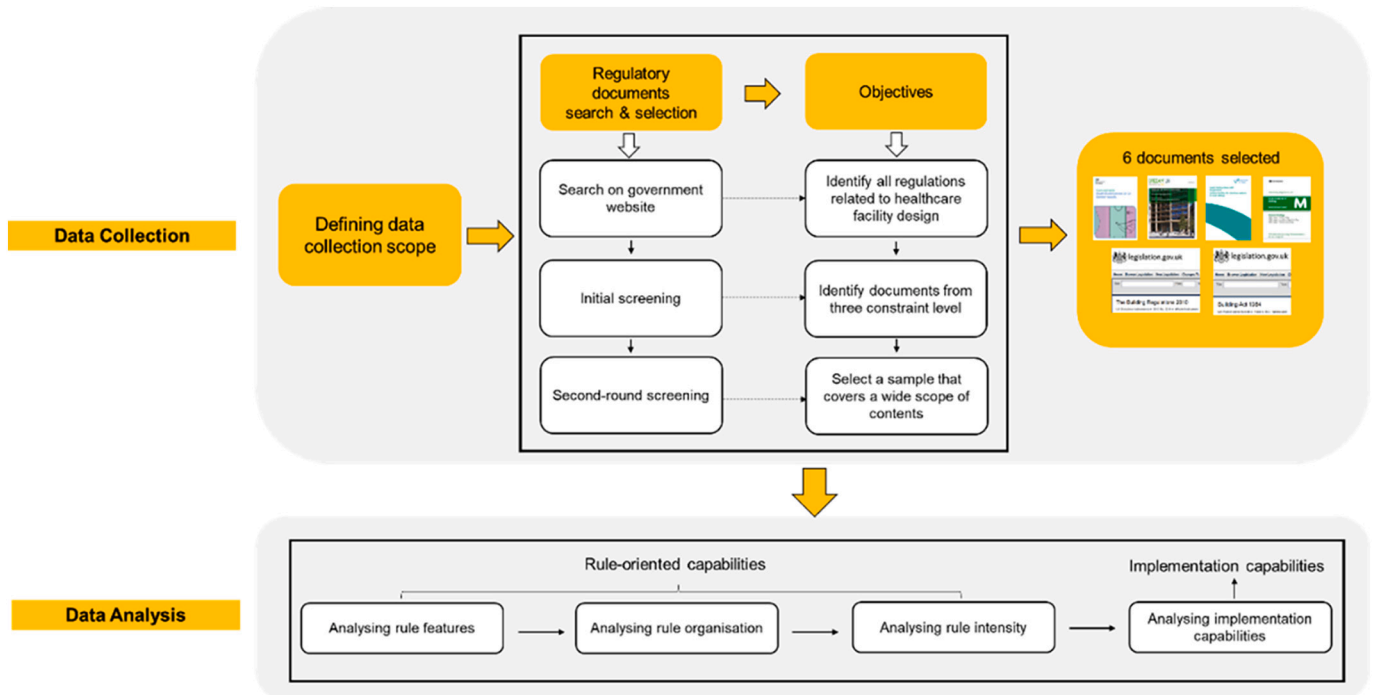 Data Collection
Defining data
collection scope
Regulatory
documents
search & selection
Objectives
Search on government
website
Identify all regulations
related to healthcare
facility design
Initial screening
Identify documents from
three constraint level
Second-round screening
Select a sample that
covers a wide scope of
contents
6 documents selected
M
legislation.gov.uk
The Building Regulations 2010
legislation.gov.uk
Building Act 1984
Data Analysis
Rule-oriented capabilities
Implementation capabilities
Analysing rule features
Analysing rule organisation
Analysing rule intensity
Analysing implementation
capabilities